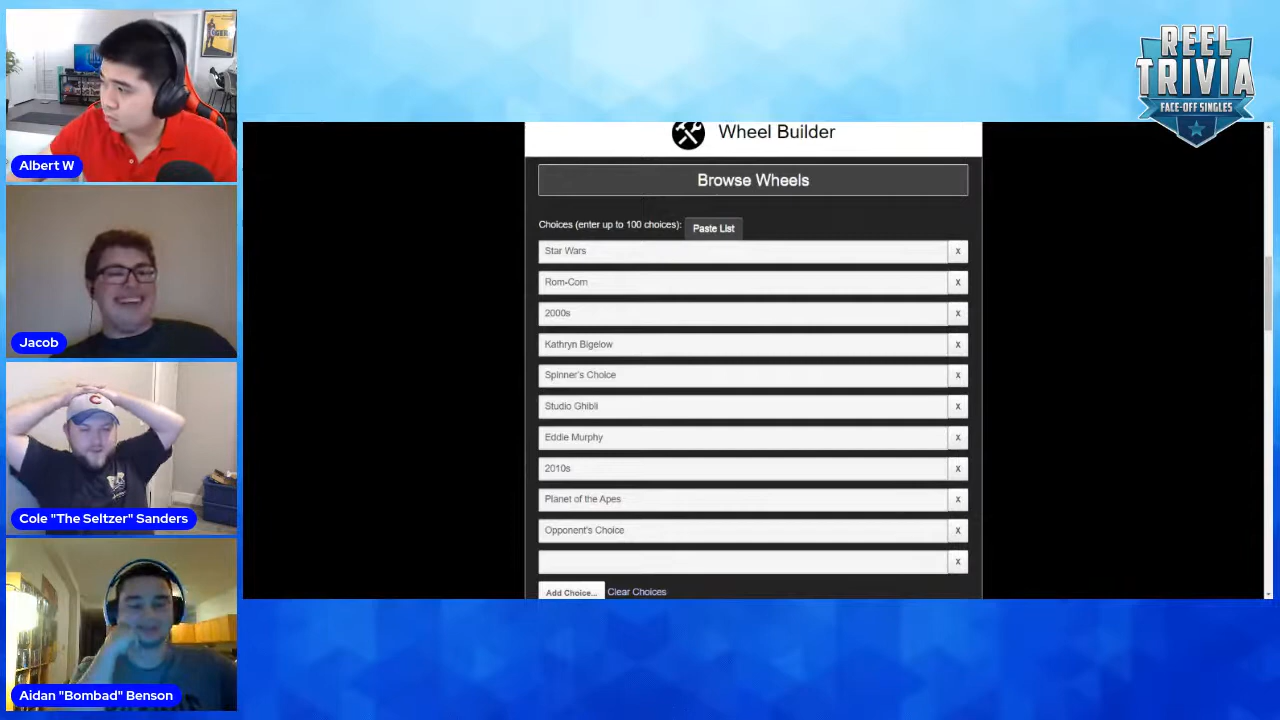 REEL
TRIVIA
FACE-OFF SINGLES
Albert W
Jacob
Cole "The Seltzer" Sanders
Aidan "Bombad" Benson
Wheel Builder
Browse Wheels
Choices (enter up to 100 choices):
Paste List
Star Wars x
Rom-Com x
2000s x
Kathryn Bigelow x
Spinner's Choice x
Studio Ghibli x
Eddie Murphy x
2010s x
Planet of the Apes x
Opponent's Choice x
x
Add Choice... Clear Choices